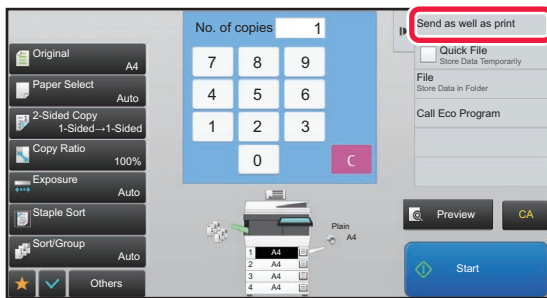 No. of copies 1
Send as well as print
Original
A4
Quick File
Store Data Temporarily
7 8 9
File
Store Data in Folder
Paper Select
Auto
4 5 6
Call Eco Program
2-Sided Copy
1-Sided→1-Sided
1 2 3
Copy Ratio
100%
0 C
Exposure
Auto
Staple Sort
Preview
CA
Plain
A4
Sort/Group
Auto
1 A4
2 A4
3 A4
4 A4
Start
Others